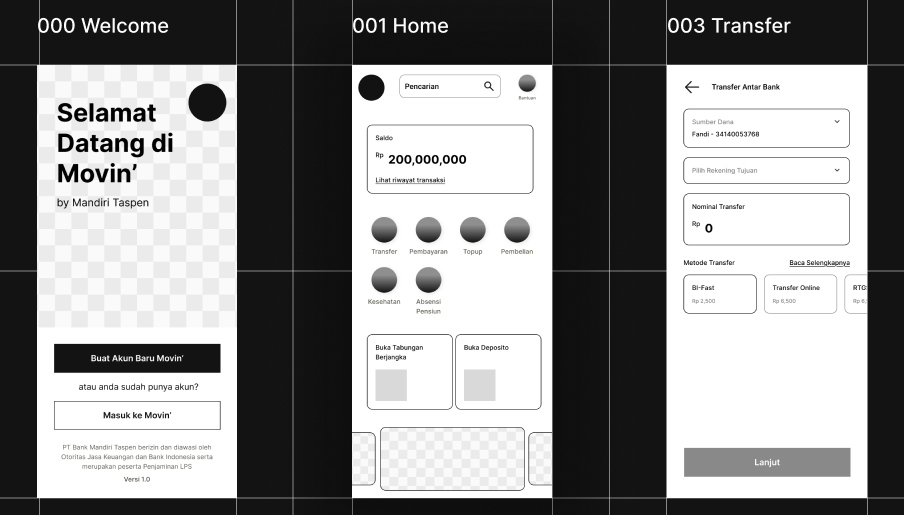 000 Welcome
Selamat
Datang di
Movin’
by Mandiri Taspen
Buat Akun Baru Movin’
atau anda sudah punya akun?
Masuk ke Movin’
PT Bank Mandiri Taspen berizin dan diawasi oleh
Otoritas Jasa Keuangan dan Bank Indonesia serta
merupakan peserta Penjaminan LPS
Versi 1.0
001 Home
Pencarian
Bantuan
Saldo
Rp 200,000,000
Lihat riwayat transaksi
Transfer Pembayaran Topup Pembelian
Kesehatan Absensi
Pensiun
Buka Tabungan
Berjangka
Buka Deposito
003 Transfer
Transfer Antar Bank
Sumber Dana
Fandi - 34140053768
Pilih Rekening Tujuan
Nominal Transfer
Rp 0
Metode Transfer Baca Selengkapnya
BI-Fast
Rp 2,500
Transfer Online
Rp 6,500
Lanjut